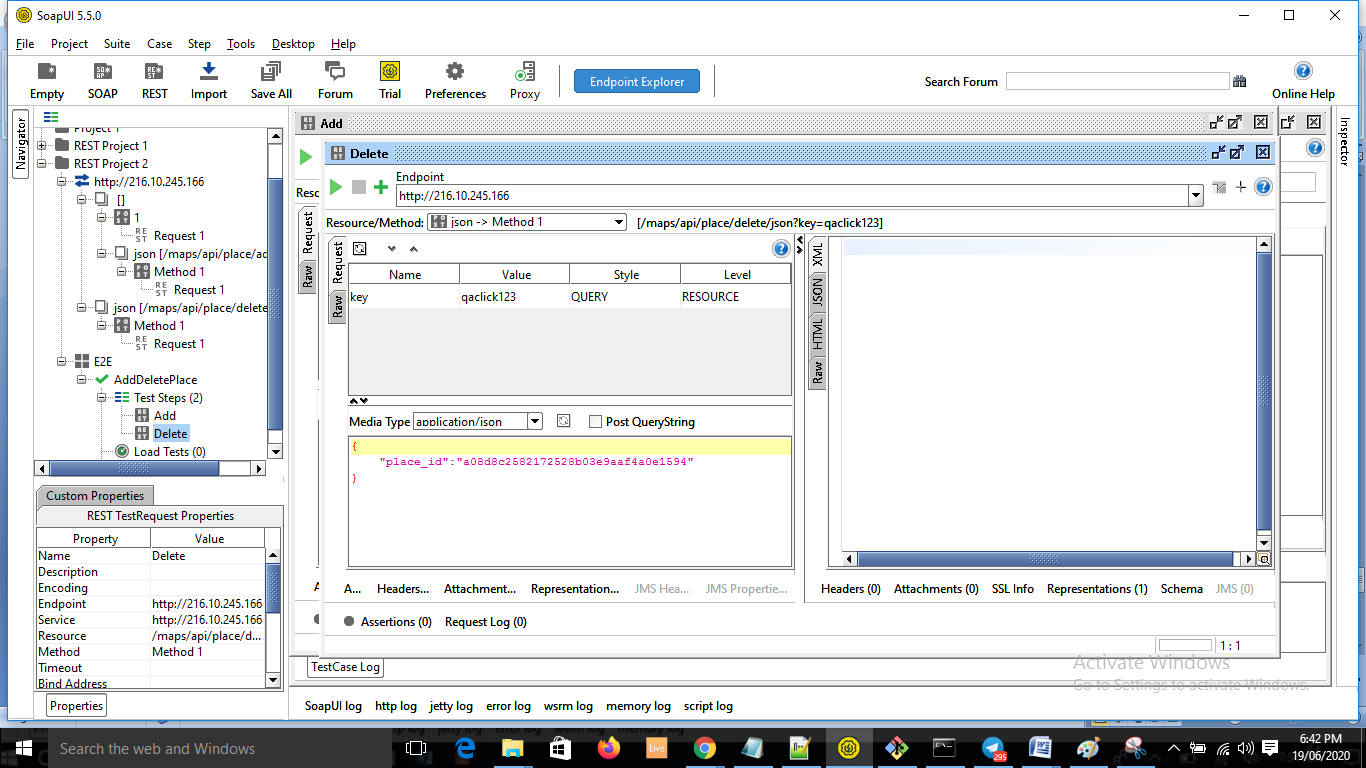 SoapUI 5.5.0
File Project Suite Case Step Tools Desktop Help
Empty SOAP REST Import Save All Forum Trial Preferences Proxy Endpoint Explorer Search Forum Online Help
Navigator
Inspector
Project 1
REST Project 1
REST Project 2
http://216.10.245.166
[]
1
Request 1
json [/maps/api/place/ad
Method 1
Request 1
json [/maps/api/place/delete
Method 1
Request 1
E2E
AddDeletePlace
Test Steps (2)
Add
Delete
Load Tests (0)
Custom Properties
REST TestRequest Properties
Property Value
Name Delete
Description
Encoding
Endpoint http://216.10.245.166
Service http://216.10.245.166
Resource /maps/api/place/d...
Method Method 1
Timeout
Bind Address
Properties
Add
Resc
Request
Raw
Delete
Endpoint
http://216.10.245.166
Resource/Method: json -> Method 1 [/maps/api/place/delete/json?key=qaclick123]
Request
Raw
Name Value Style Level
key qaclick123 QUERY RESOURCE
Media Type application/json Post QueryString
{
"place_id":"a08d8c2582172528b03e9aaf4a0e1594"
}
XML
JSON
HTML
Raw
A... Headers... Attachment... Representation... JMS Hea... JMS Propertie...
Headers (0) Attachments (0) SSL Info Representations (1) Schema JMS (0)
Assertions (0) Request Log (0)
1 : 1
TestCase Log
Activate Windows
Go to Settings to activate Windows.
SoapUI log http log jetty log error log wsrm log memory log script log
Search the web and Windows
Live
295
6:42 PM
19/06/2020